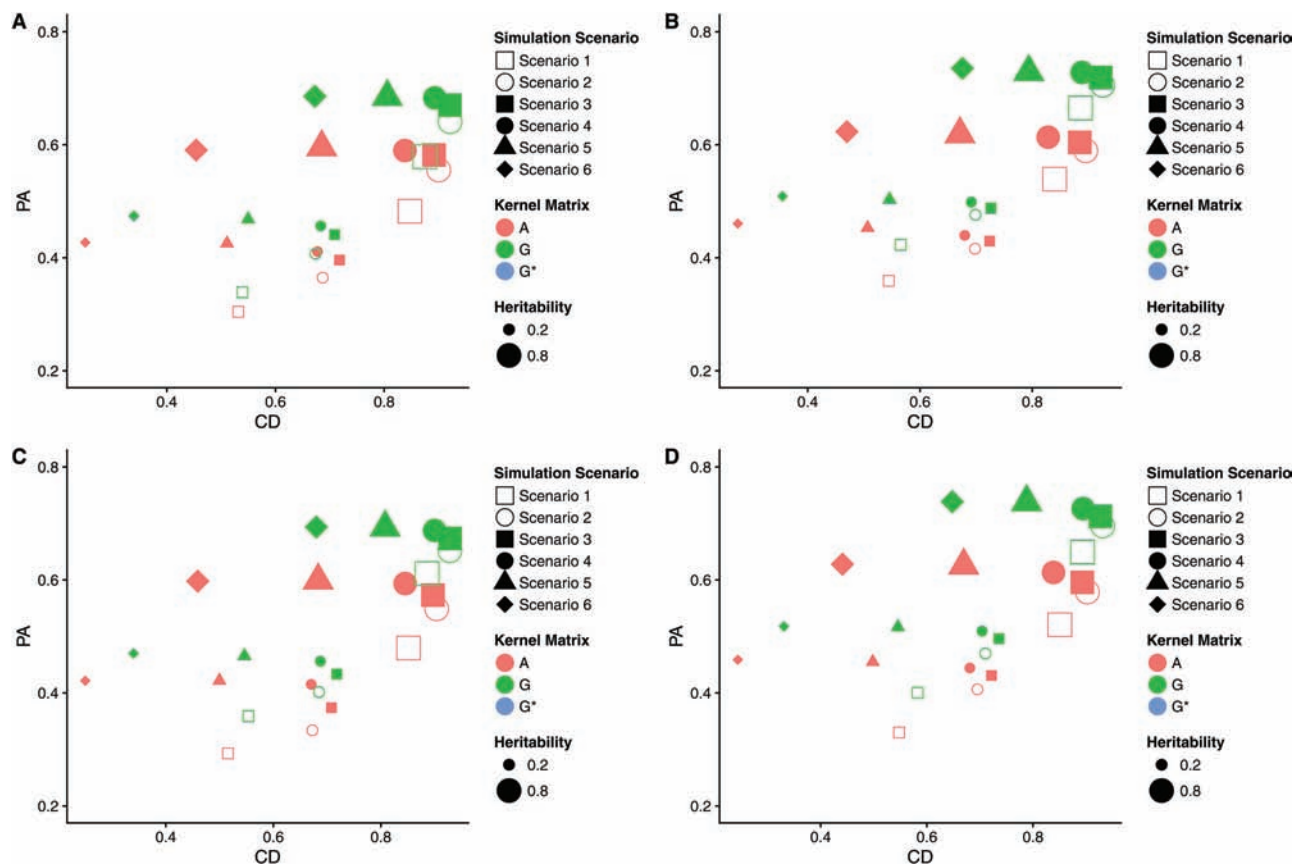 A
0.8
0.6
0.4
0.2
PA
0.4 0.6 0.8
CD
Simulation Scenario
Scenario 1
Scenario 2
Scenario 3
Scenario 4
Scenario 5
Scenario 6
Kernel Matrix
A
G
G*
Heritability
0.2
0.8
B
0.8
0.6
0.4
0.2
PA
0.4 0.6 0.8
CD
Simulation Scenario
Scenario 1
Scenario 2
Scenario 3
Scenario 4
Scenario 5
Scenario 6
Kernel Matrix
A
G
G*
Heritability
0.2
0.8
C
0.8
0.6
0.4
0.2
PA
0.4 0.6 0.8
CD
Simulation Scenario
Scenario 1
Scenario 2
Scenario 3
Scenario 4
Scenario 5
Scenario 6
Kernel Matrix
A
G
G*
Heritability
0.2
0.8
D
0.8
0.6
0.4
0.2
PA
0.4 0.6 0.8
CD
Simulation Scenario
Scenario 1
Scenario 2
Scenario 3
Scenario 4
Scenario 5
Scenario 6
Kernel Matrix
A
G
G*
Heritability
0.2
0.8